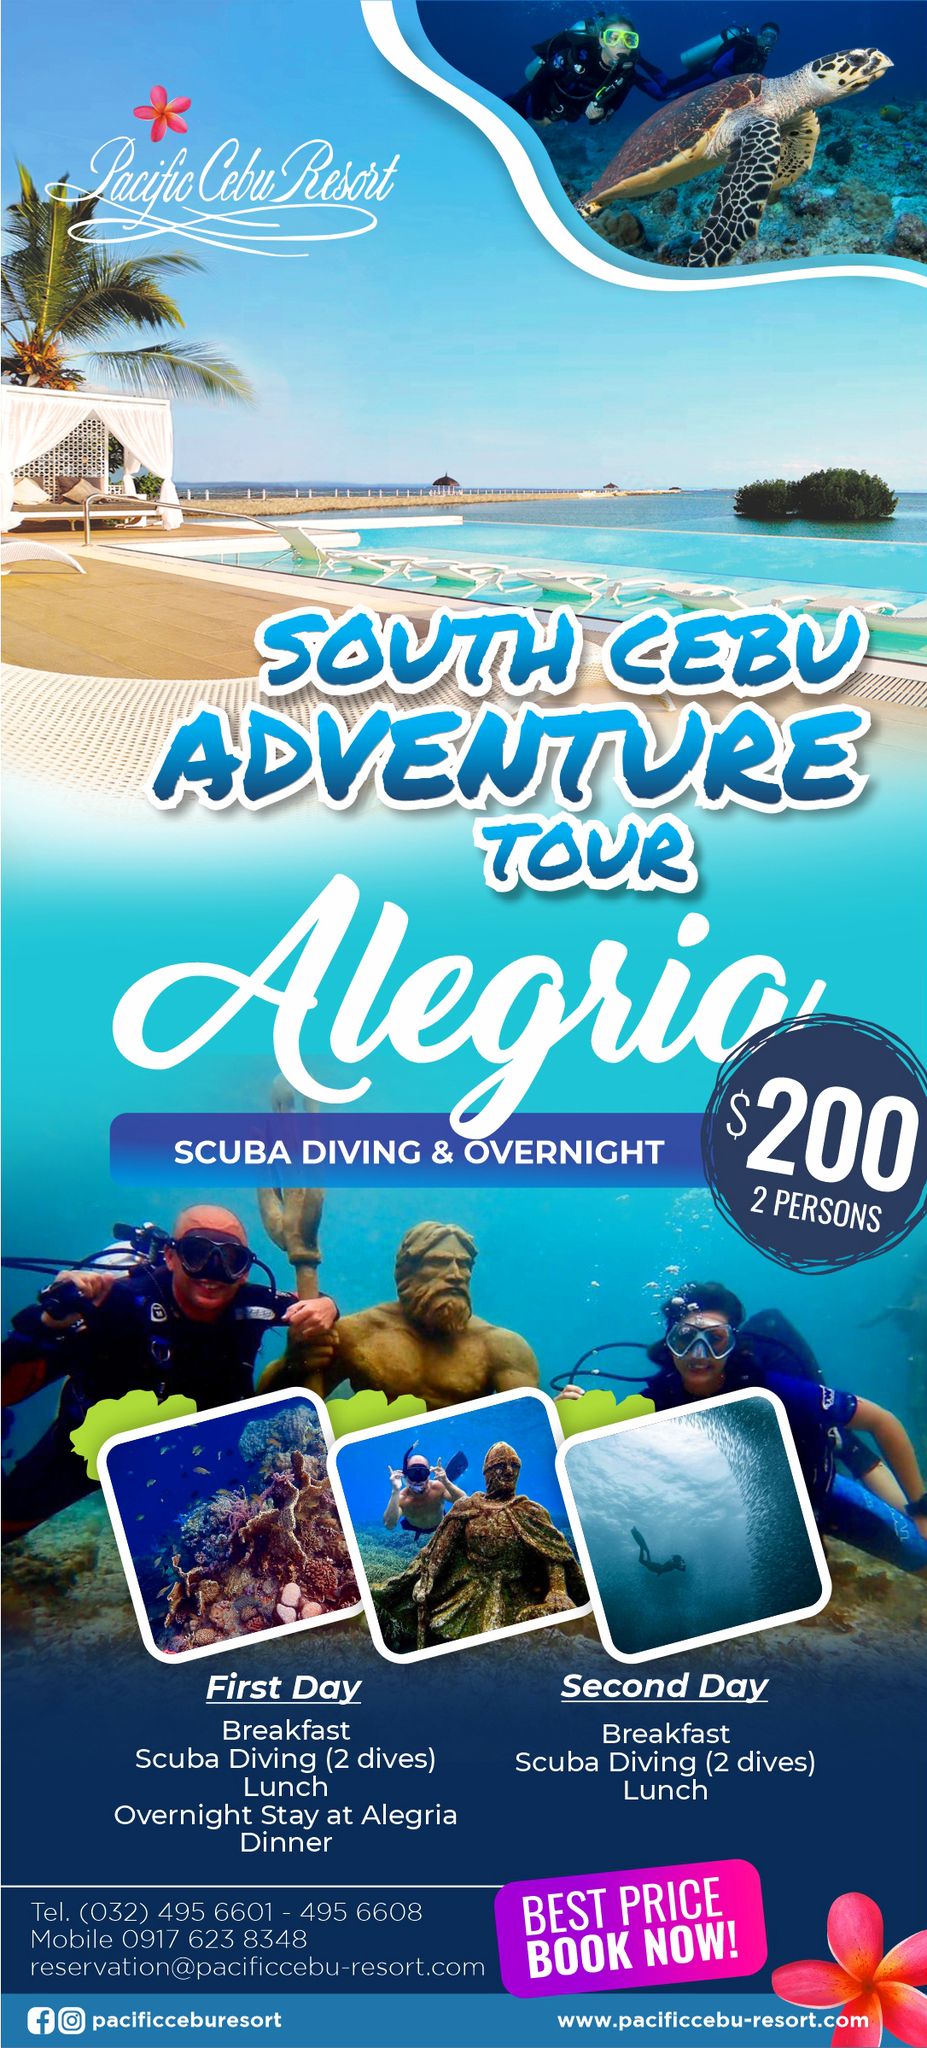 Pacific Cebu Resort
SOUTH CEBU
ADVENTURE
TOUR
Alegria
$200
2 PERSONS
SCUBA DIVING & OVERNIGHT
First Day
Breakfast
Scuba Diving (2 dives)
Lunch
Overnight Stay at Alegria
Dinner
Second Day
Breakfast
Scuba Diving (2 dives)
Lunch
Tel. (032) 495 6601 - 495 6608
Mobile 0917 623 8348
reservation@pacificcebu-resort.com
BEST PRICE
BOOK NOW!
pacificceburesort
www.pacificcebu-resort.com